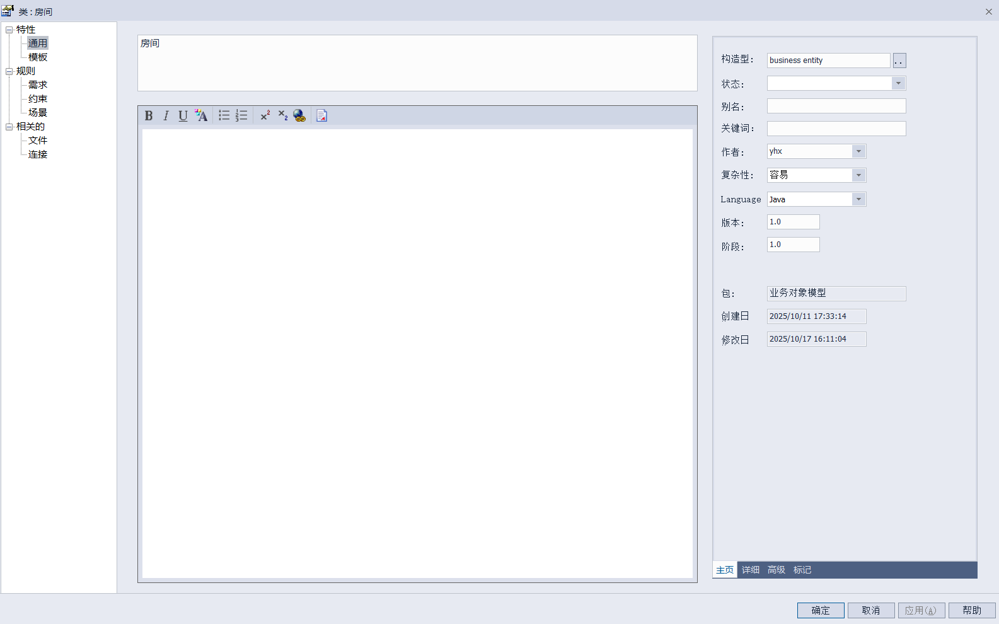 类 : 房间
特性
通用
模板
规则
需求
约束
场景
相关的
文件
连接
房间
B I U A x² x₂
构造型： business entity ..
状态：
别名：
关键词：
作者： yhx
复杂性： 容易
Language Java
版本： 1.0
阶段： 1.0
包： 业务对象模型
创建日 2025/10/11 17:33:14
修改日 2025/10/17 16:11:04
主页 详细 高级 标记
确定 取消 应用(A) 帮助